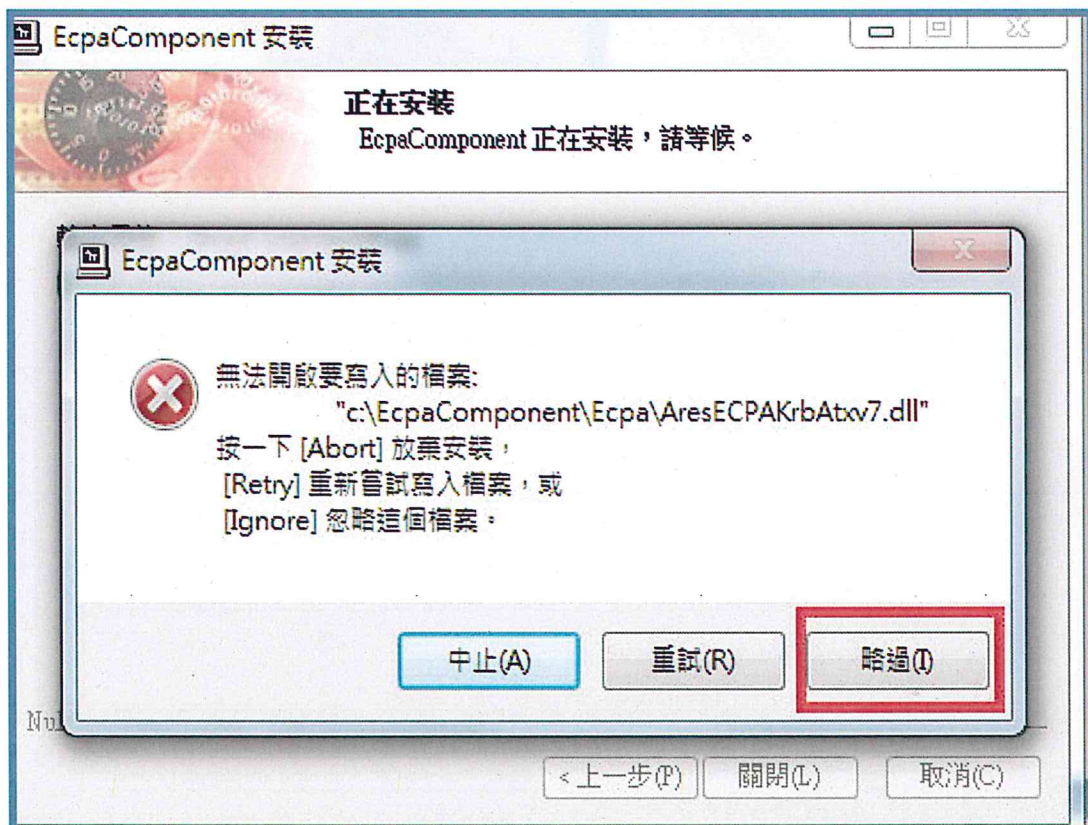 EcpaComponent 安裝
正在安裝
EcpaComponent 正在安裝，請等候。
EcpaComponent 安裝
無法開啟要寫入的檔案:
"c:\EcpaComponent\Ecpa\AresECPAKrbAtxv7.dll"
按一下 [Abort] 放棄安裝，
[Retry] 重新嘗試寫入檔案，或
[Ignore] 忽略這個檔案。
中止(A)
重試(R)
略過(I)
Nul
< 上一步(P)
關閉(L)
取消(C)